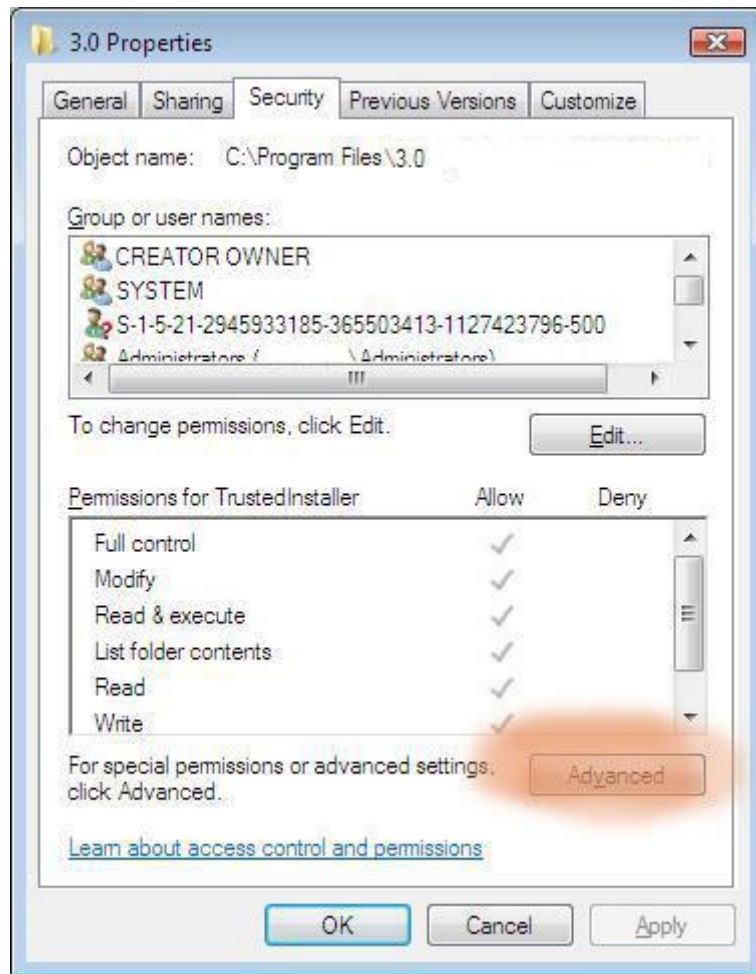 3.0 Properties
General Sharing Security Previous Versions Customize
Object name: C:\Program Files\3.0
Group or user names:
CREATOR OWNER
SYSTEM
S-1-5-21-2945933185-365503413-1127423796-500
Administrators ( \Administrators)
To change permissions, click Edit.
Edit...
Permissions for TrustedInstaller Allow Deny
Full control
Modify
Read & execute
List folder contents
Read
Write
For special permissions or advanced settings,
click Advanced.
Advanced
Learn about access control and permissions
OK Cancel Apply